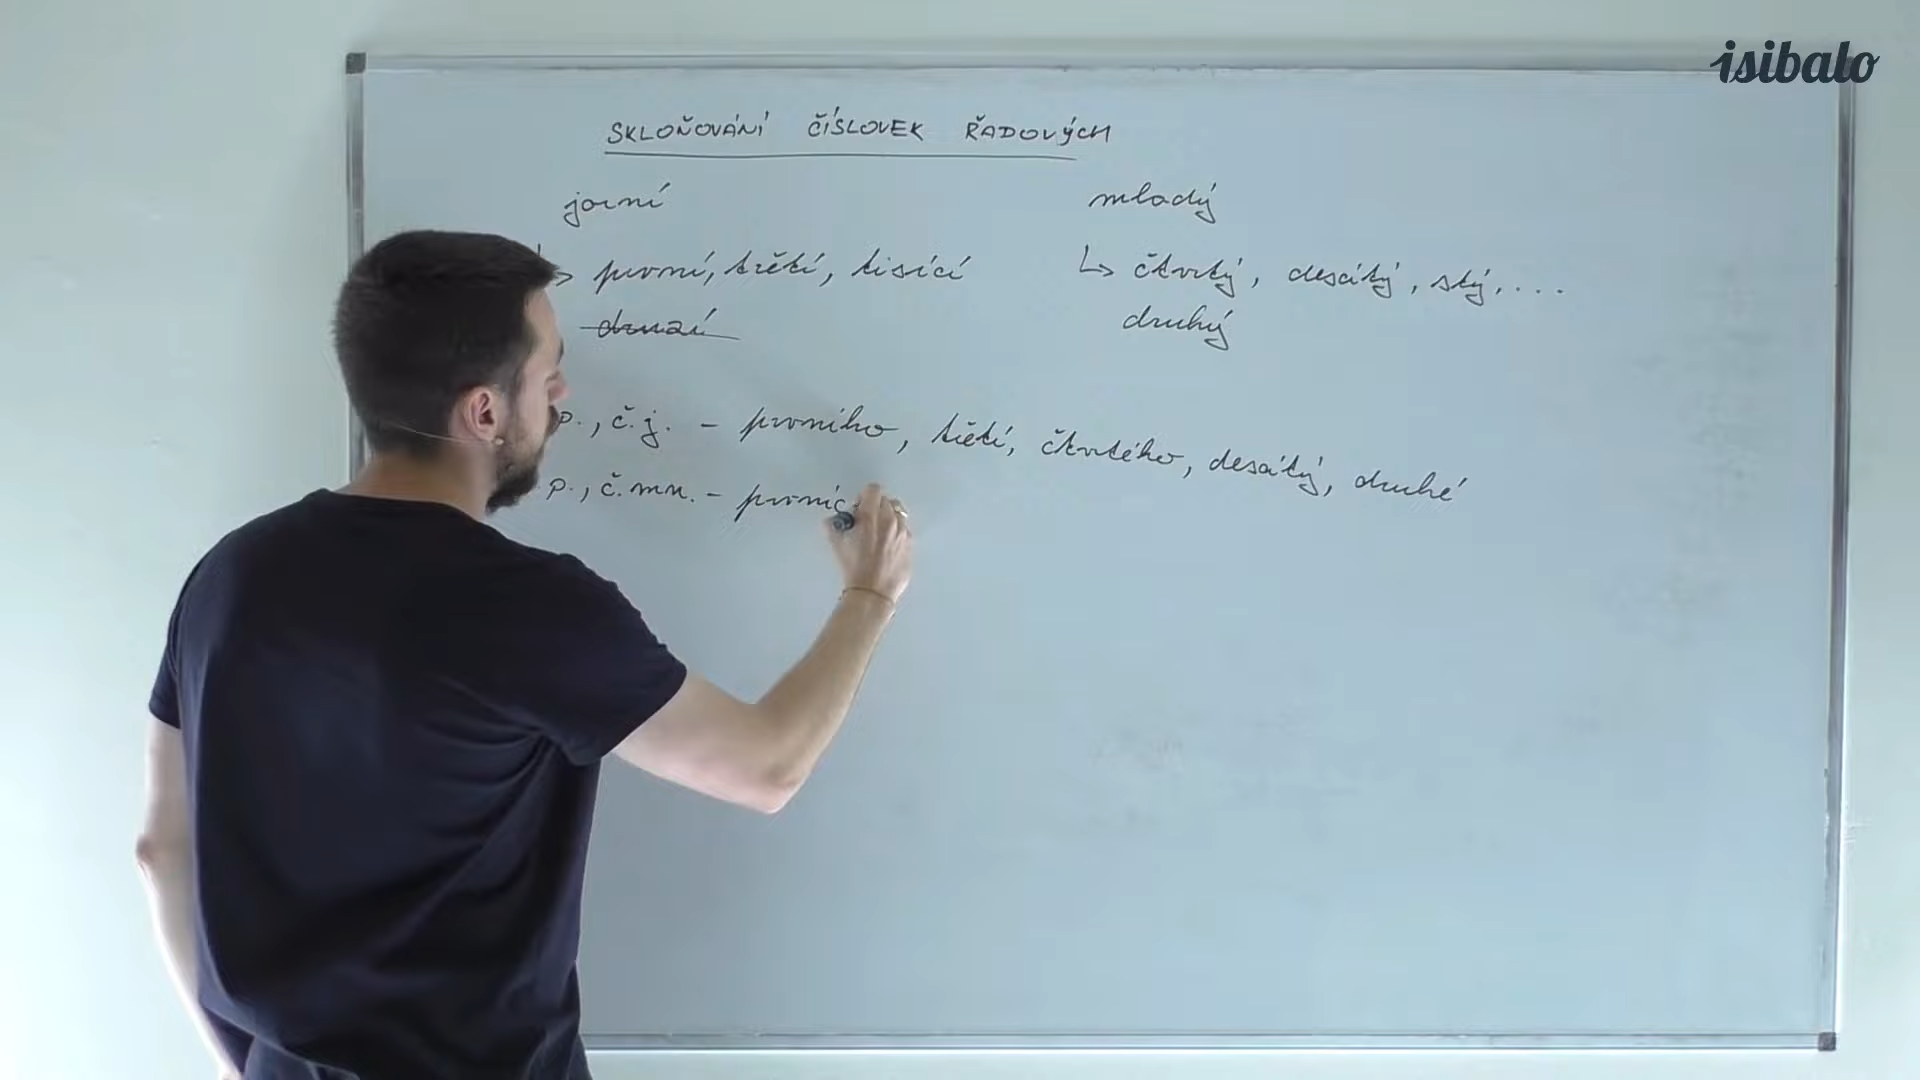 isibalo
SKLOŇOVÁNÍ ČÍSLOVEK ŘADOVÝCH
jarní mladý
↳ první, třetí, tisící ↳ čtvrtý, desátý, stý, ...
druhý
p., č. j. - prvního, třetí, čtvrtého, desátý, druhé
p., č. mn. - prvníc